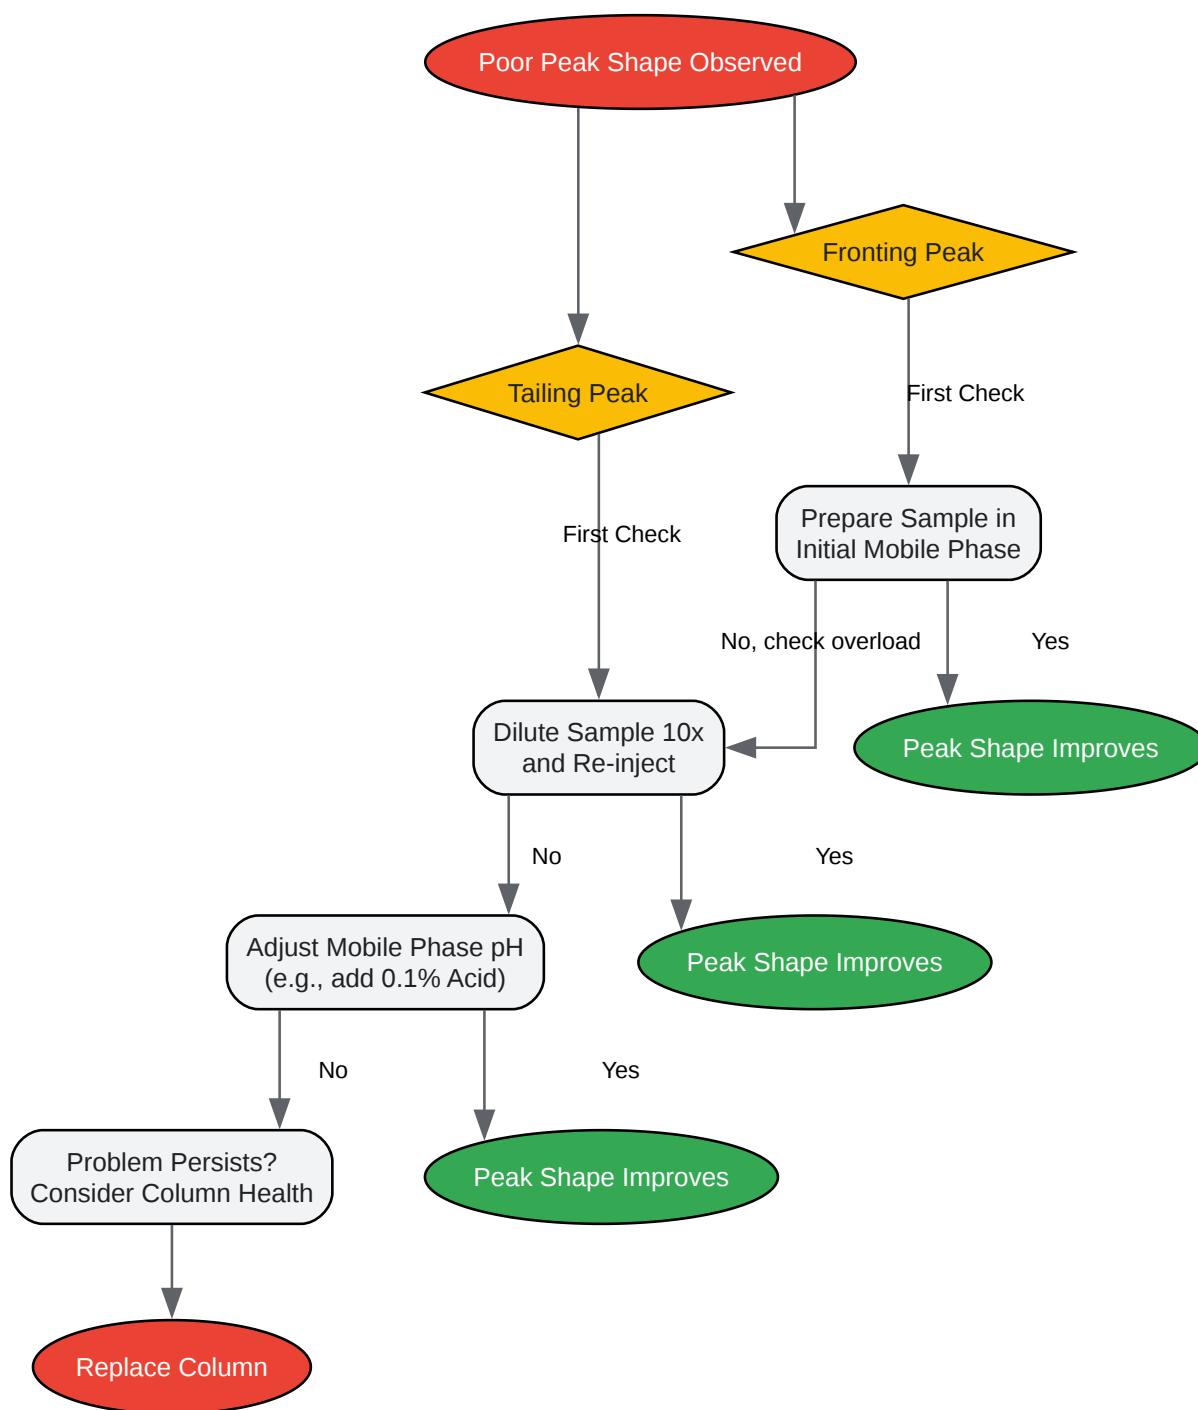 Poor Peak Shape Observed
Fronting Peak
Tailing Peak
First Check
Prepare Sample in
Initial Mobile Phase
First Check
No, check overload
Yes
Dilute Sample 10x
and Re-inject
Peak Shape Improves
No
Yes
Adjust Mobile Phase pH
(e.g., add 0.1% Acid)
Peak Shape Improves
No
Yes
Problem Persists?
Consider Column Health
Peak Shape Improves
Replace Column